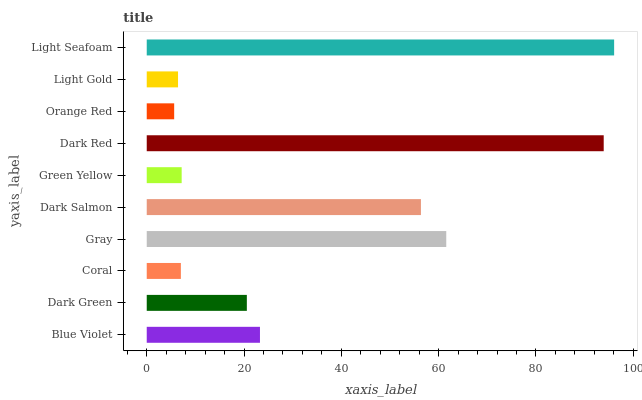 title
Light Seafoam
Light Gold
Orange Red
Dark Red
Green Yellow
Dark Salmon
Gray
Coral
Dark Green
Blue Violet
yaxis_label
0 20 40 60 80 100
xaxis_label